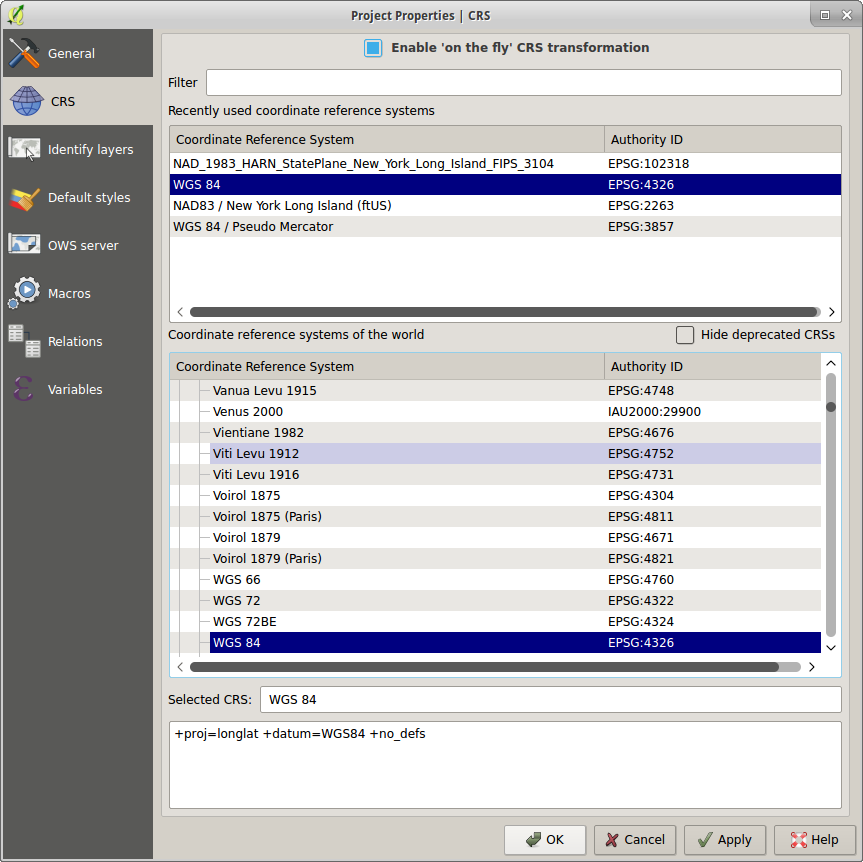 Project Properties | CRS
General
CRS
Identify layers
Default styles
OWS server
Macros
Relations
Variables
Enable 'on the fly' CRS transformation
Filter
Recently used coordinate reference systems
Coordinate Reference System Authority ID
NAD_1983_HARN_StatePlane_New_York_Long_Island_FIPS_3104 EPSG:102318
WGS 84 EPSG:4326
NAD83 / New York Long Island (ftUS) EPSG:2263
WGS 84 / Pseudo Mercator EPSG:3857
Coordinate reference systems of the world Hide deprecated CRSs
Coordinate Reference System Authority ID
Vanua Levu 1915 EPSG:4748
Venus 2000 IAU2000:29900
Vientiane 1982 EPSG:4676
Viti Levu 1912 EPSG:4752
Viti Levu 1916 EPSG:4731
Voirol 1875 EPSG:4304
Voirol 1875 (Paris) EPSG:4811
Voirol 1879 EPSG:4671
Voirol 1879 (Paris) EPSG:4821
WGS 66 EPSG:4760
WGS 72 EPSG:4322
WGS 72BE EPSG:4324
WGS 84 EPSG:4326
Selected CRS: WGS 84
+proj=longlat +datum=WGS84 +no_defs
OK Cancel Apply Help